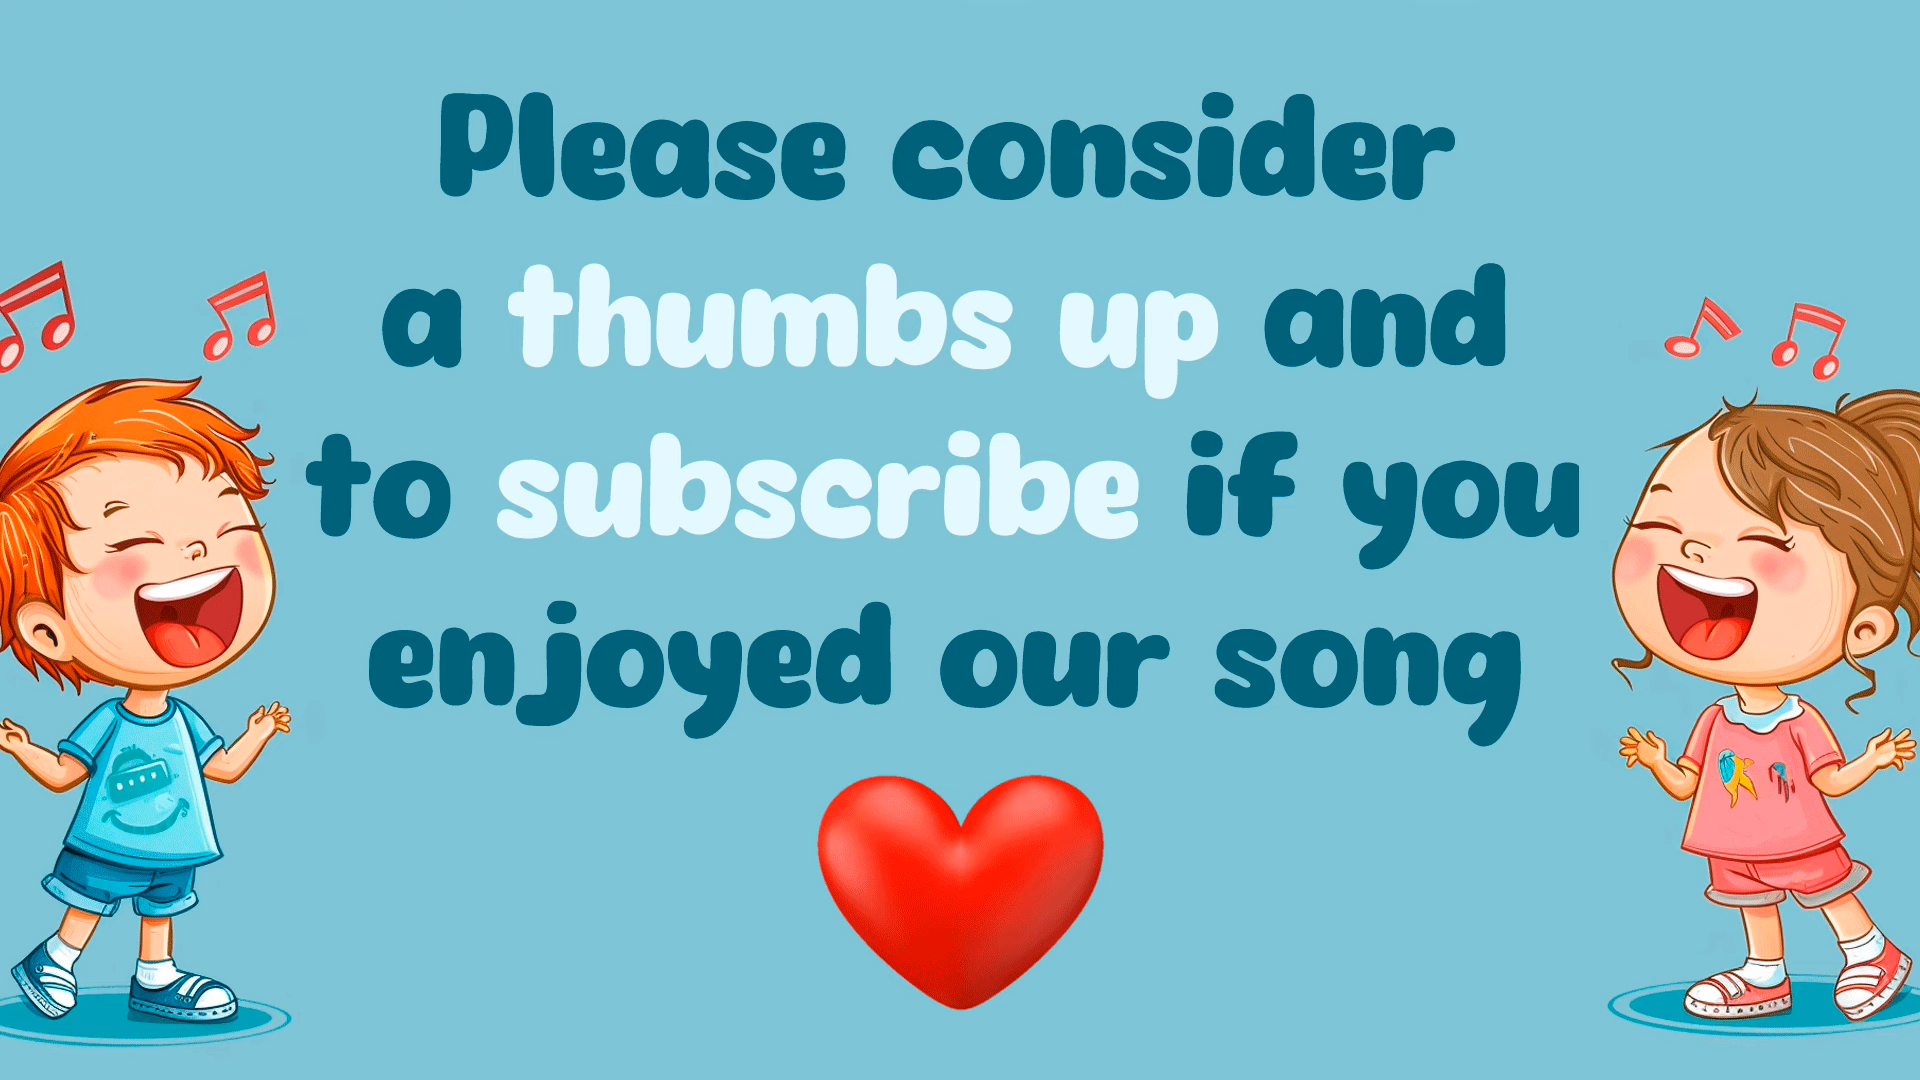 Please consider
a thumbs up and
to subscribe if you
enjoyed our song